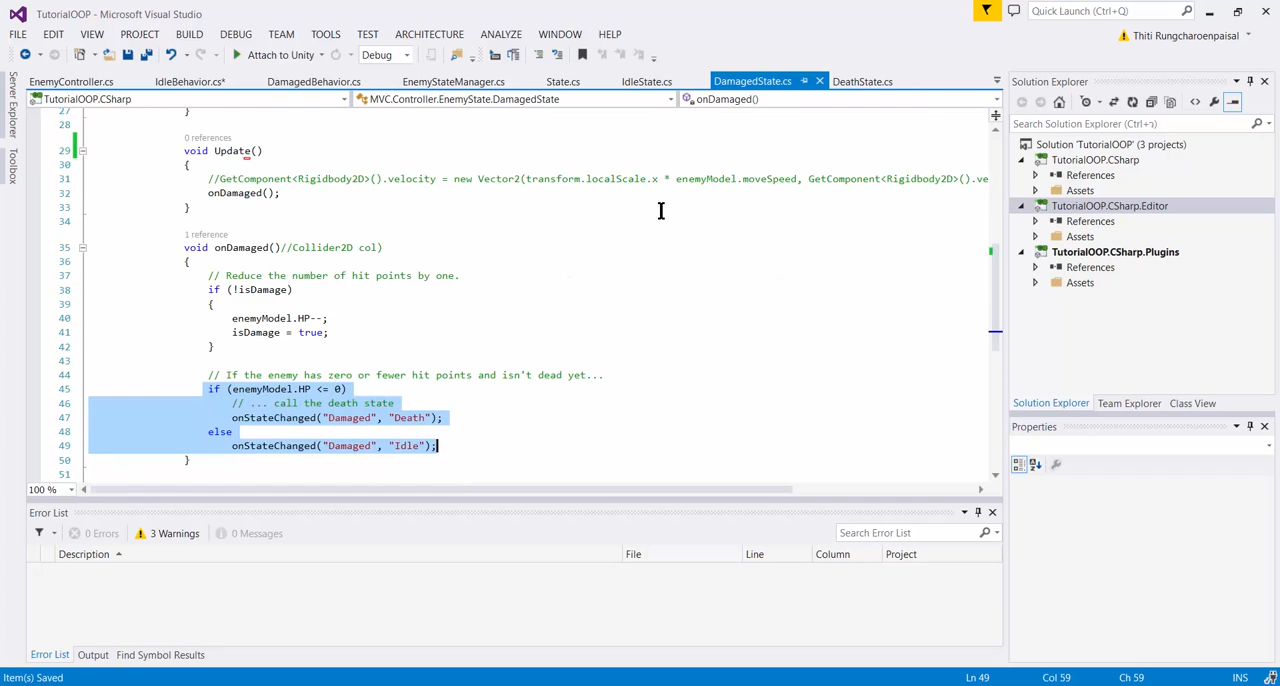 TutorialOOP - Microsoft Visual Studio
Quick Launch (Ctrl+Q)
FILE EDIT VIEW PROJECT BUILD DEBUG TEAM TOOLS TEST ARCHITECTURE ANALYZE WINDOW HELP
Thiti Rungcharoenpaisal
Attach to Unity
Debug
Server Explorer
Toolbox
EnemyController.cs IdleBehavior.cs* DamagedBehavior.cs EnemyStateManager.cs State.cs IdleState.cs DamagedState.cs DeathState.cs
TutorialOOP.CSharp MVC.Controller.EnemyState.DamagedState onDamaged()
27 }
28
0 references
29 void Update()
30 {
31 //GetComponent<Rigidbody2D>().velocity = new Vector2(transform.localScale.x * enemyModel.moveSpeed, GetComponent<Rigidbody2D>().ve
32 onDamaged();
33 }
34
1 reference
35 void onDamaged()//Collider2D col)
36 {
37 // Reduce the number of hit points by one.
38 if (!isDamage)
39 {
40 enemyModel.HP--;
41 isDamage = true;
42 }
43
44 // If the enemy has zero or fewer hit points and isn't dead yet...
45 if (enemyModel.HP <= 0)
46 // ... call the death state
47 onStateChanged("Damaged", "Death");
48 else
49 onStateChanged("Damaged", "Idle");
50 }
51
100 %
Solution Explorer
Search Solution Explorer (Ctrl+ว)
Solution 'TutorialOOP' (3 projects)
TutorialOOP.CSharp
References
Assets
TutorialOOP.CSharp.Editor
References
Assets
TutorialOOP.CSharp.Plugins
References
Assets
Solution Explorer Team Explorer Class View
Properties
Error List
0 Errors 3 Warnings 0 Messages
Search Error List
Description File Line Column Project
Error List Output Find Symbol Results
Item(s) Saved Ln 49 Col 59 Ch 59 INS